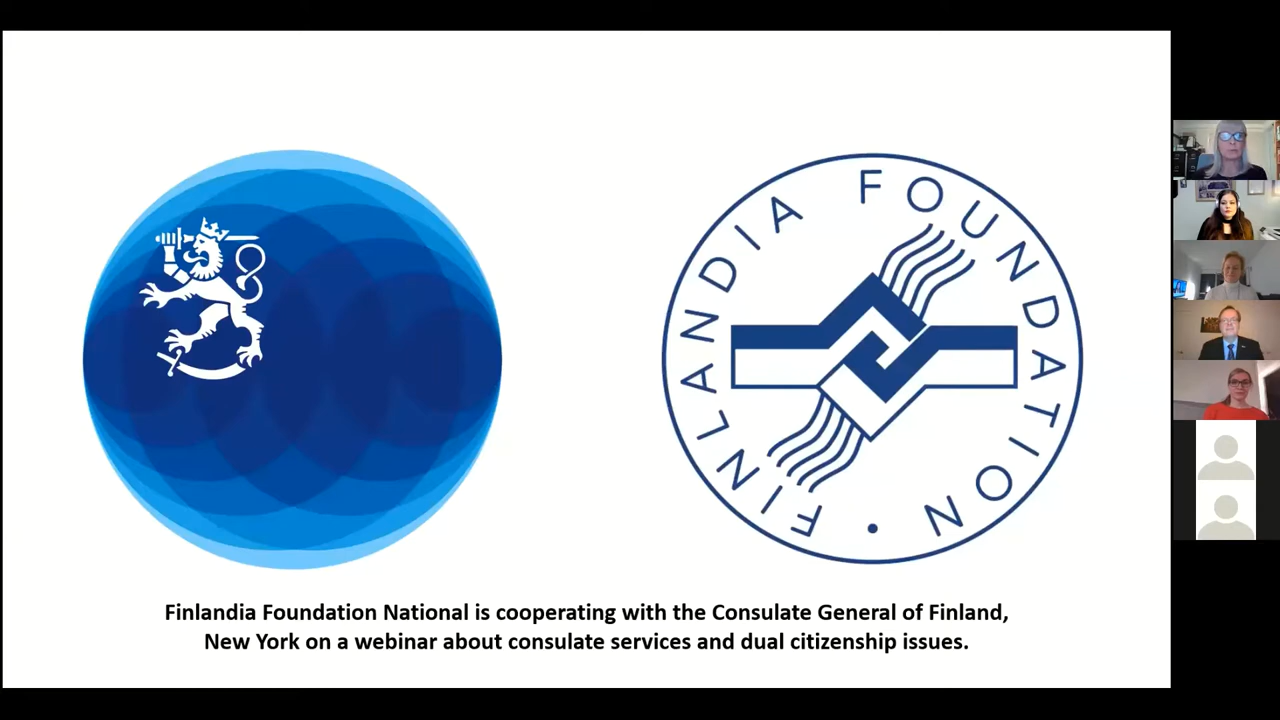 FINLANDIA FOUNDATION •
Finlandia Foundation National is cooperating with the Consulate General of Finland,
New York on a webinar about consulate services and dual citizenship issues.